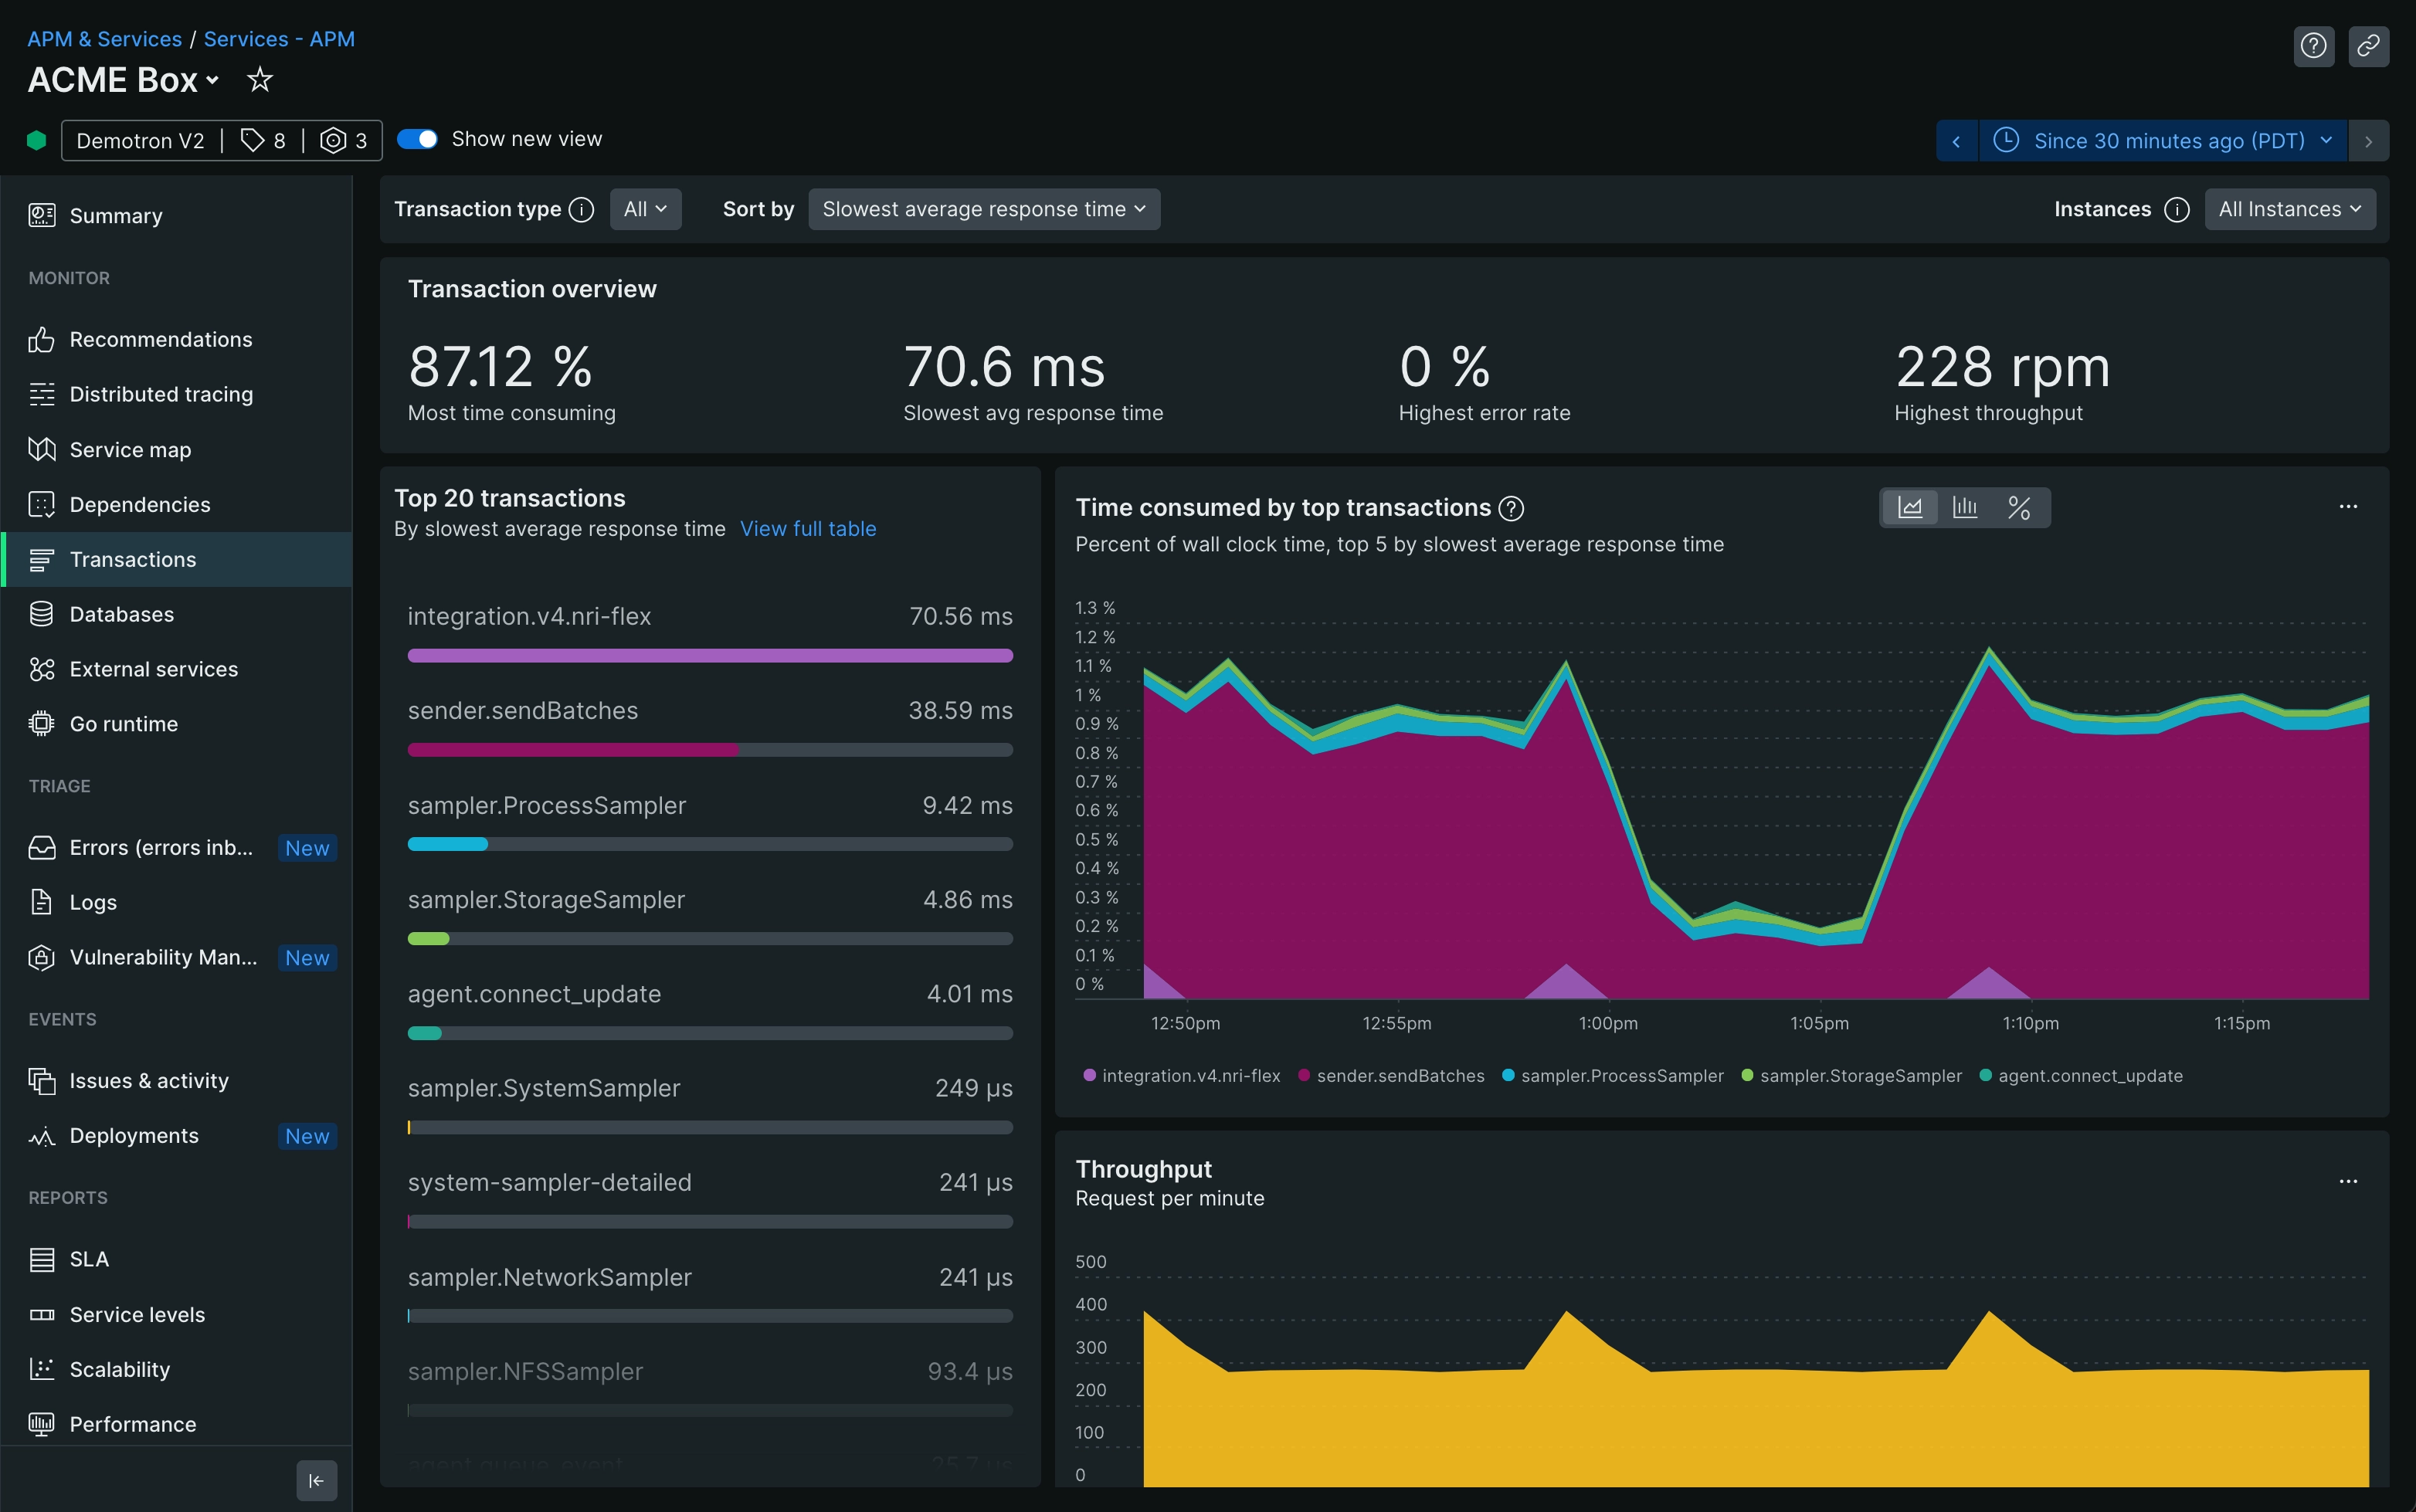 APM & Services / Services - APM
ACME Box
Demotron V2 | 8 | 3
Show new view
Since 30 minutes ago (PDT)
Summary
MONITOR
Recommendations
Distributed tracing
Service map
Dependencies
Transactions
Databases
External services
Go runtime
TRIAGE
Errors (errors inb... New
Logs
Vulnerability Man... New
EVENTS
Issues & activity
Deployments New
REPORTS
SLA
Service levels
Scalability
Performance
Transaction type All Sort by Slowest average response time
Instances All Instances
Transaction overview
87.12 %
Most time consuming
70.6 ms
Slowest avg response time
0 %
Highest error rate
228 rpm
Highest throughput
Top 20 transactions
By slowest average response time View full table
integration.v4.nri-flex 70.56 ms
sender.sendBatches 38.59 ms
sampler.ProcessSampler 9.42 ms
sampler.StorageSampler 4.86 ms
agent.connect_update 4.01 ms
sampler.SystemSampler 249 µs
system-sampler-detailed 241 µs
sampler.NetworkSampler 241 µs
sampler.NFSSampler 93.4 µs
agent.queue_event 25.7 µs
Time consumed by top transactions
Percent of wall clock time, top 5 by slowest average response time
1.3 %
1.2 %
1.1 %
1 %
0.9 %
0.8 %
0.7 %
0.6 %
0.5 %
0.4 %
0.3 %
0.2 %
0.1 %
0 %
12:50pm 12:55pm 1:00pm 1:05pm 1:10pm 1:15pm
integration.v4.nri-flex sender.sendBatches sampler.ProcessSampler sampler.StorageSampler agent.connect_update
Throughput
Request per minute
500
400
300
200
100
0